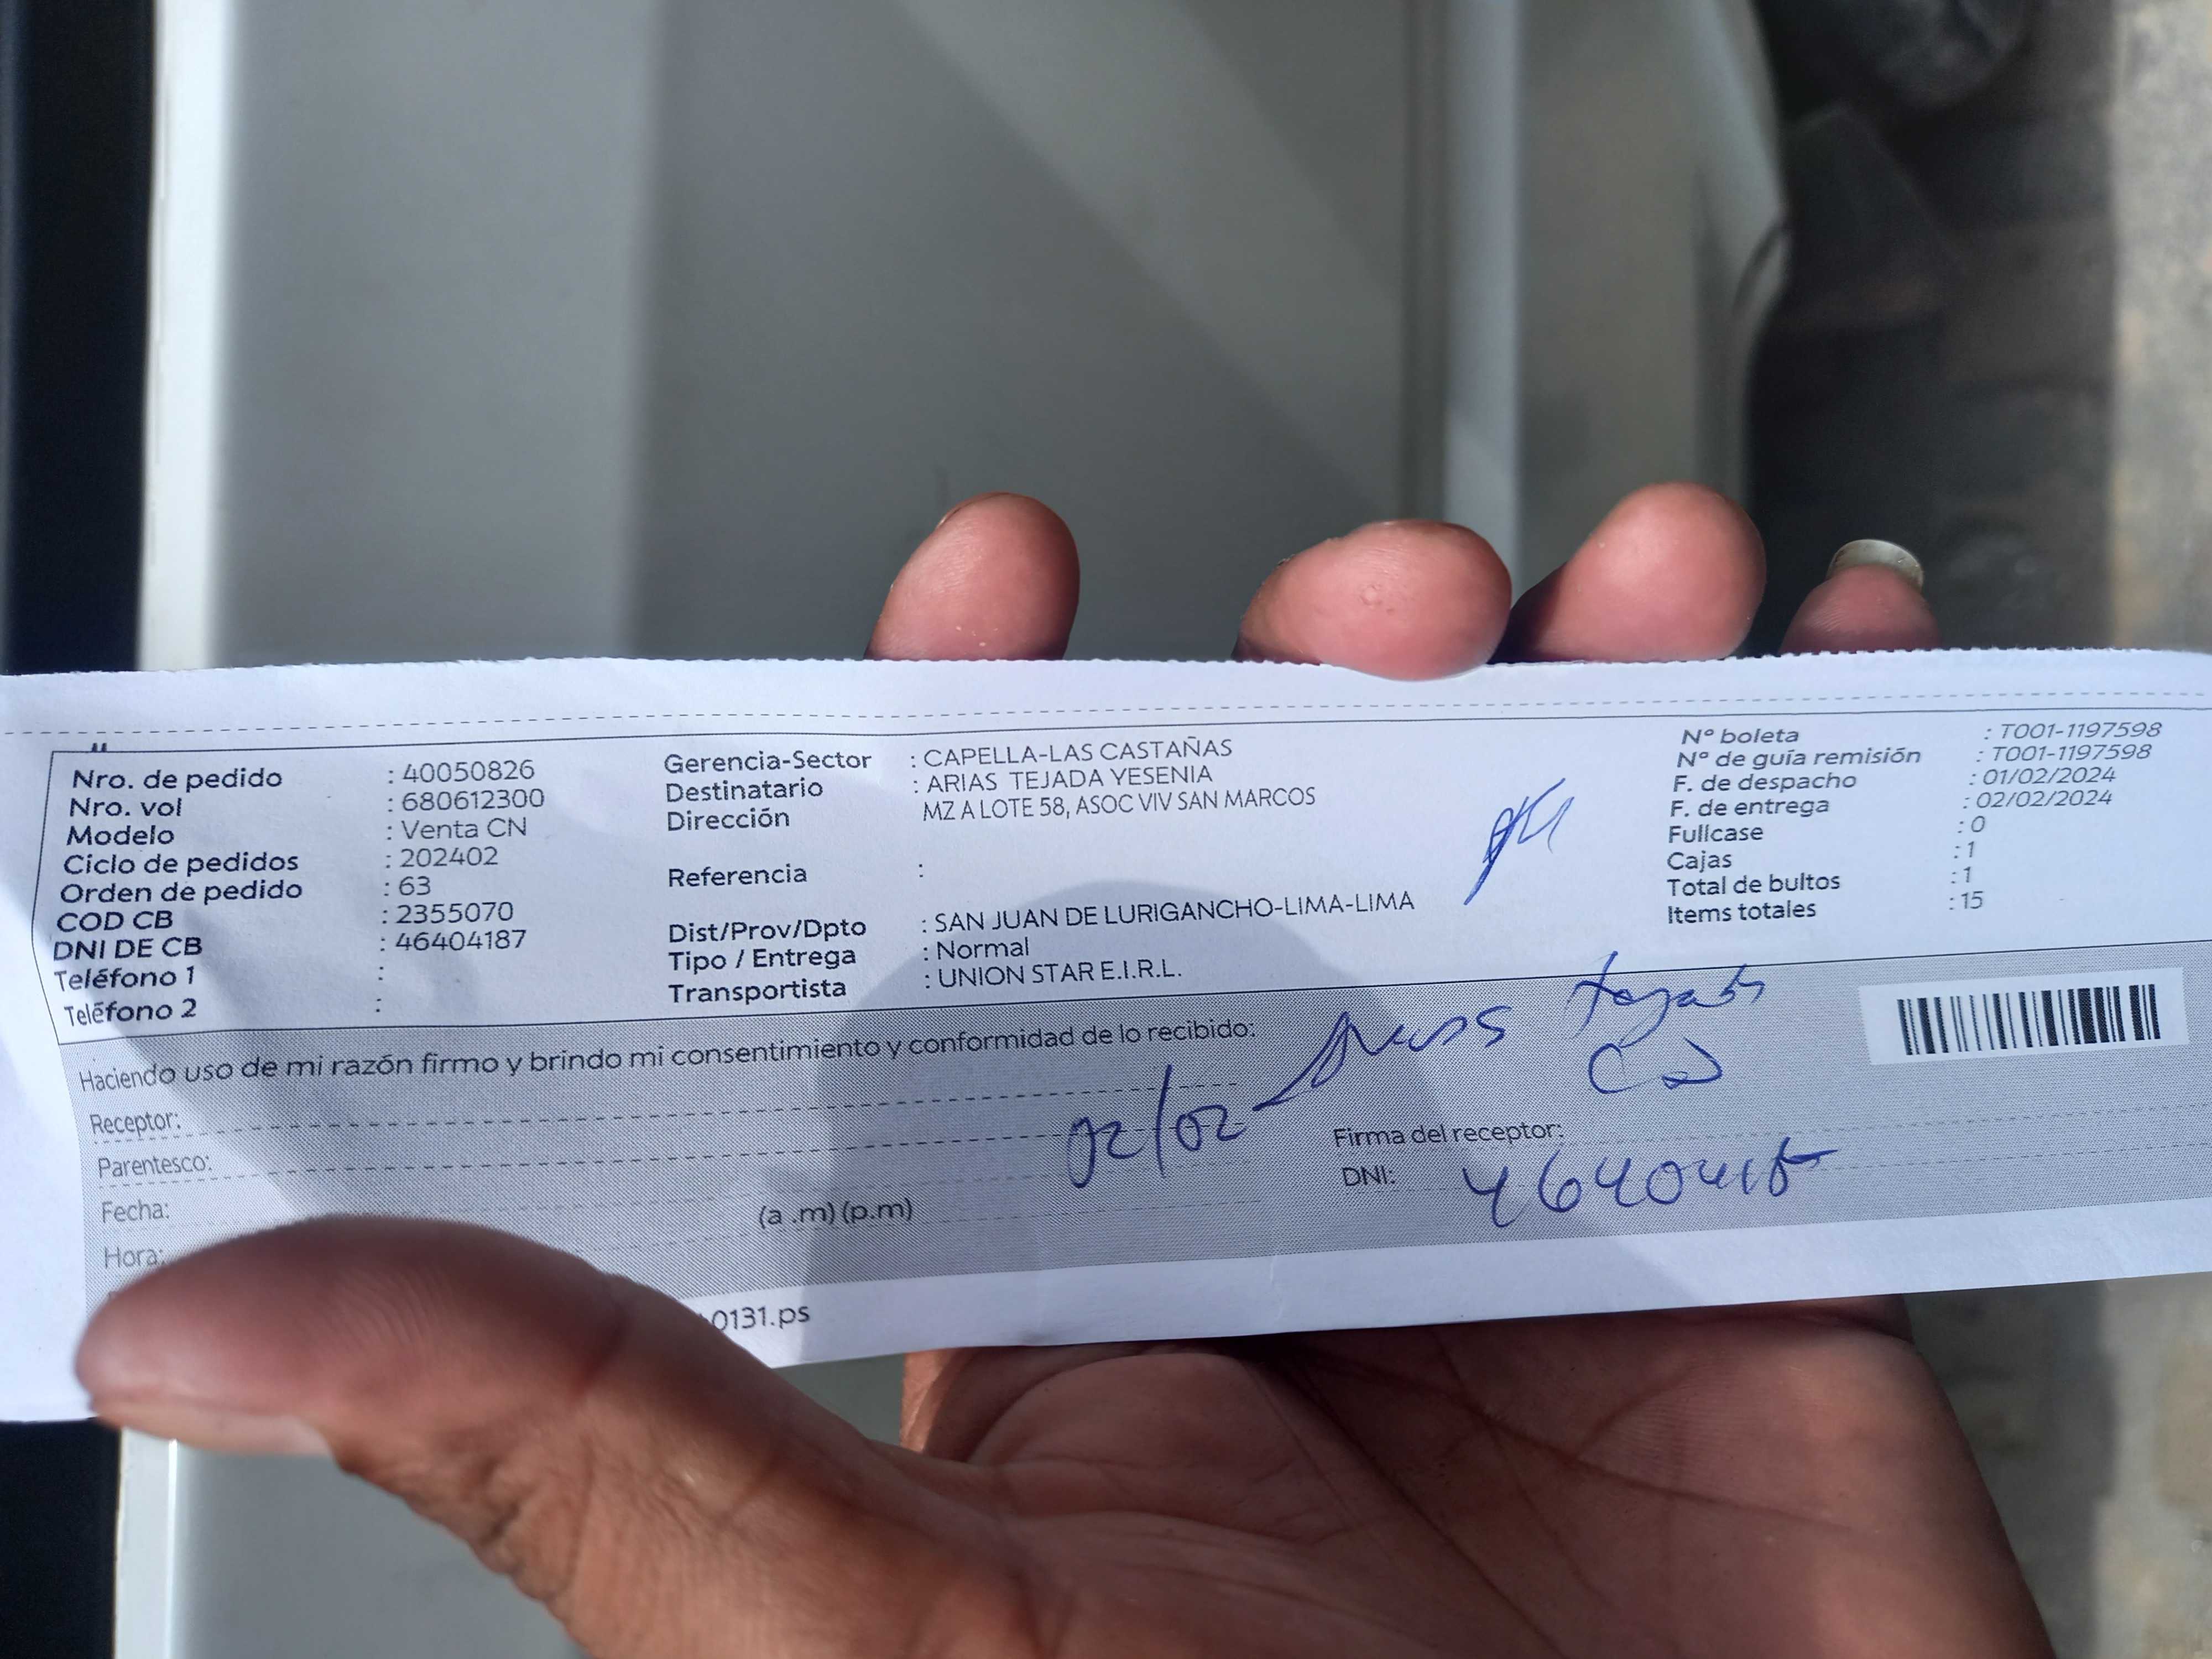 Nro. de pedido : 40050826
Nro. vol : 680612300
Modelo : Venta CN
Ciclo de pedidos : 202402
Orden de pedido : 63
COD CB : 2355070
DNI DE CB : 46404187
Teléfono 1 :
Teléfono 2 :
Gerencia-Sector : CAPELLA-LAS CASTAÑAS
Destinatario : ARIAS TEJADA YESENIA
Dirección MZ A LOTE 58, ASOC VIV SAN MARCOS
Referencia :
Dist/Prov/Dpto : SAN JUAN DE LURIGANCHO-LIMA-LIMA
Tipo / Entrega : Normal
Transportista : UNION STAR E.I.R.L.
Nº boleta : T001-1197598
Nº de guía remisión : T001-1197598
F. de despacho : 01/02/2024
F. de entrega : 02/02/2024
Fullcase : 0
Cajas : 1
Total de bultos : 1
Items totales : 15
Haciendo uso de mi razón firmo y brindo mi consentimiento y conformidad de lo recibido:
Receptor:
Parentesco:
Fecha:
Hora: (a .m) (p.m)
02/02
Firma del receptor:
DNI:
0131.ps